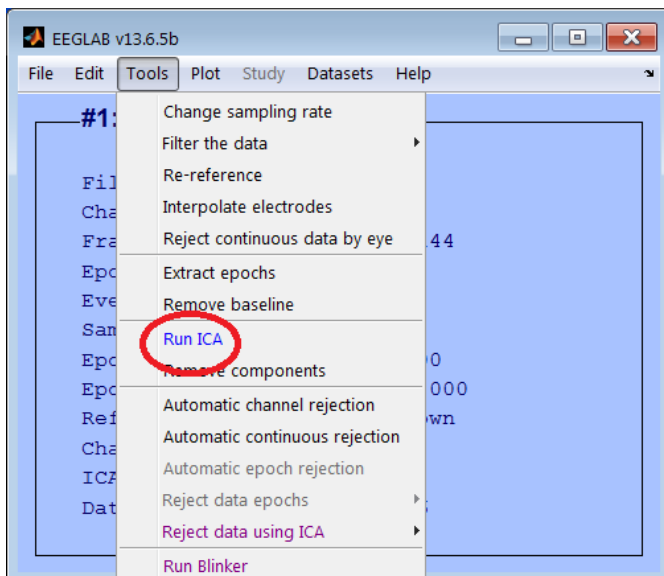 EEGLAB v13.6.5b
File Edit Tools Plot Study Datasets Help
#1:
Change sampling rate
Filter the data
Re-reference
Interpolate electrodes
Reject continuous data by eye
Extract epochs
Remove baseline
Run ICA
Remove components
Automatic channel rejection
Automatic continuous rejection
Automatic epoch rejection
Reject data epochs
Reject data using ICA
Run Blinker
Fil
Cha
Fra 44
Epo
Eve
Sam
Epo 0
Epo 000
Ref wn
Cha
ICA
Dat